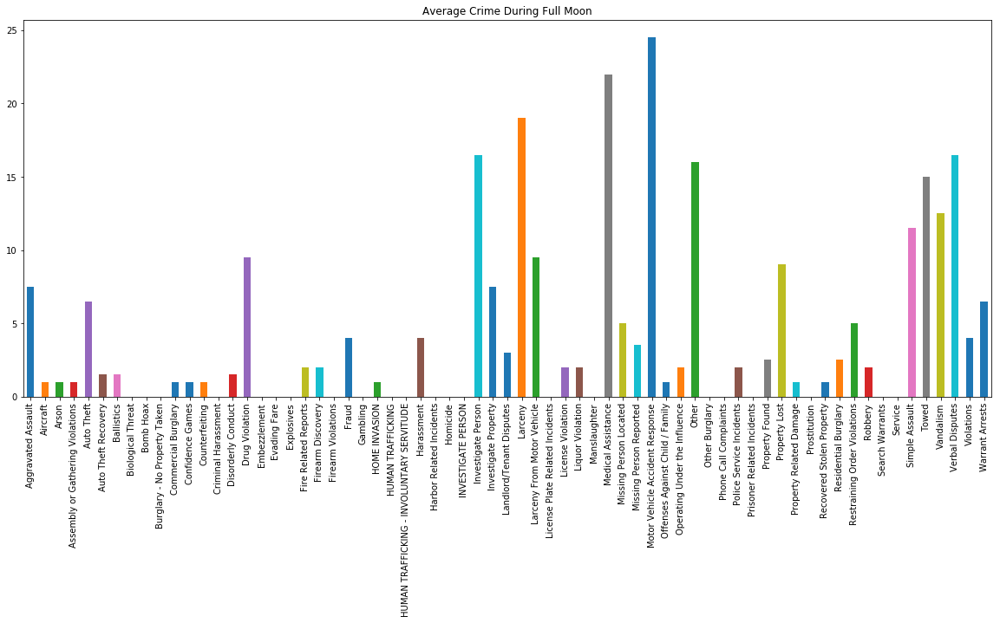 Average Crime During Full Moon
25
20
15
10
5
0
Aggravated Assault
Aircraft
Arson
Assembly or Gathering Violations
Auto Theft
Auto Theft Recovery
Ballistics
Biological Threat
Bomb Hoax
Burglary - No Property Taken
Commercial Burglary
Confidence Games
Counterfeiting
Criminal Harassment
Disorderly Conduct
Drug Violation
Embezzlement
Evading Fare
Explosives
Fire Related Reports
Firearm Discovery
Firearm Violations
Fraud
Gambling
HOME INVASION
HUMAN TRAFFICKING
HUMAN TRAFFICKING - INVOLUNTARY SERVITUDE
Harassment
Harbor Related Incidents
Homicide
INVESTIGATE PERSON
Investigate Person
Investigate Property
Landlord/Tenant Disputes
Larceny
Larceny From Motor Vehicle
License Plate Related Incidents
License Violation
Liquor Violation
Manslaughter
Medical Assistance
Missing Person Located
Missing Person Reported
Motor Vehicle Accident Response
Offenses Against Child / Family
Operating Under the Influence
Other
Other Burglary
Phone Call Complaints
Police Service Incidents
Prisoner Related Incidents
Property Found
Property Lost
Property Related Damage
Prostitution
Recovered Stolen Property
Residential Burglary
Restraining Order Violations
Robbery
Search Warrants
Service
Simple Assault
Towed
Vandalism
Verbal Disputes
Violations
Warrant Arrests